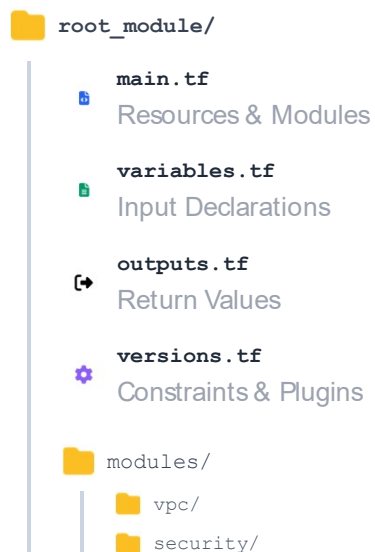 root_module/
main.tf
Resources & Modules
variables.tf
Input Declarations
outputs.tf
Return Values
versions.tf
Constraints & Plugins
modules/
vpc/
security/